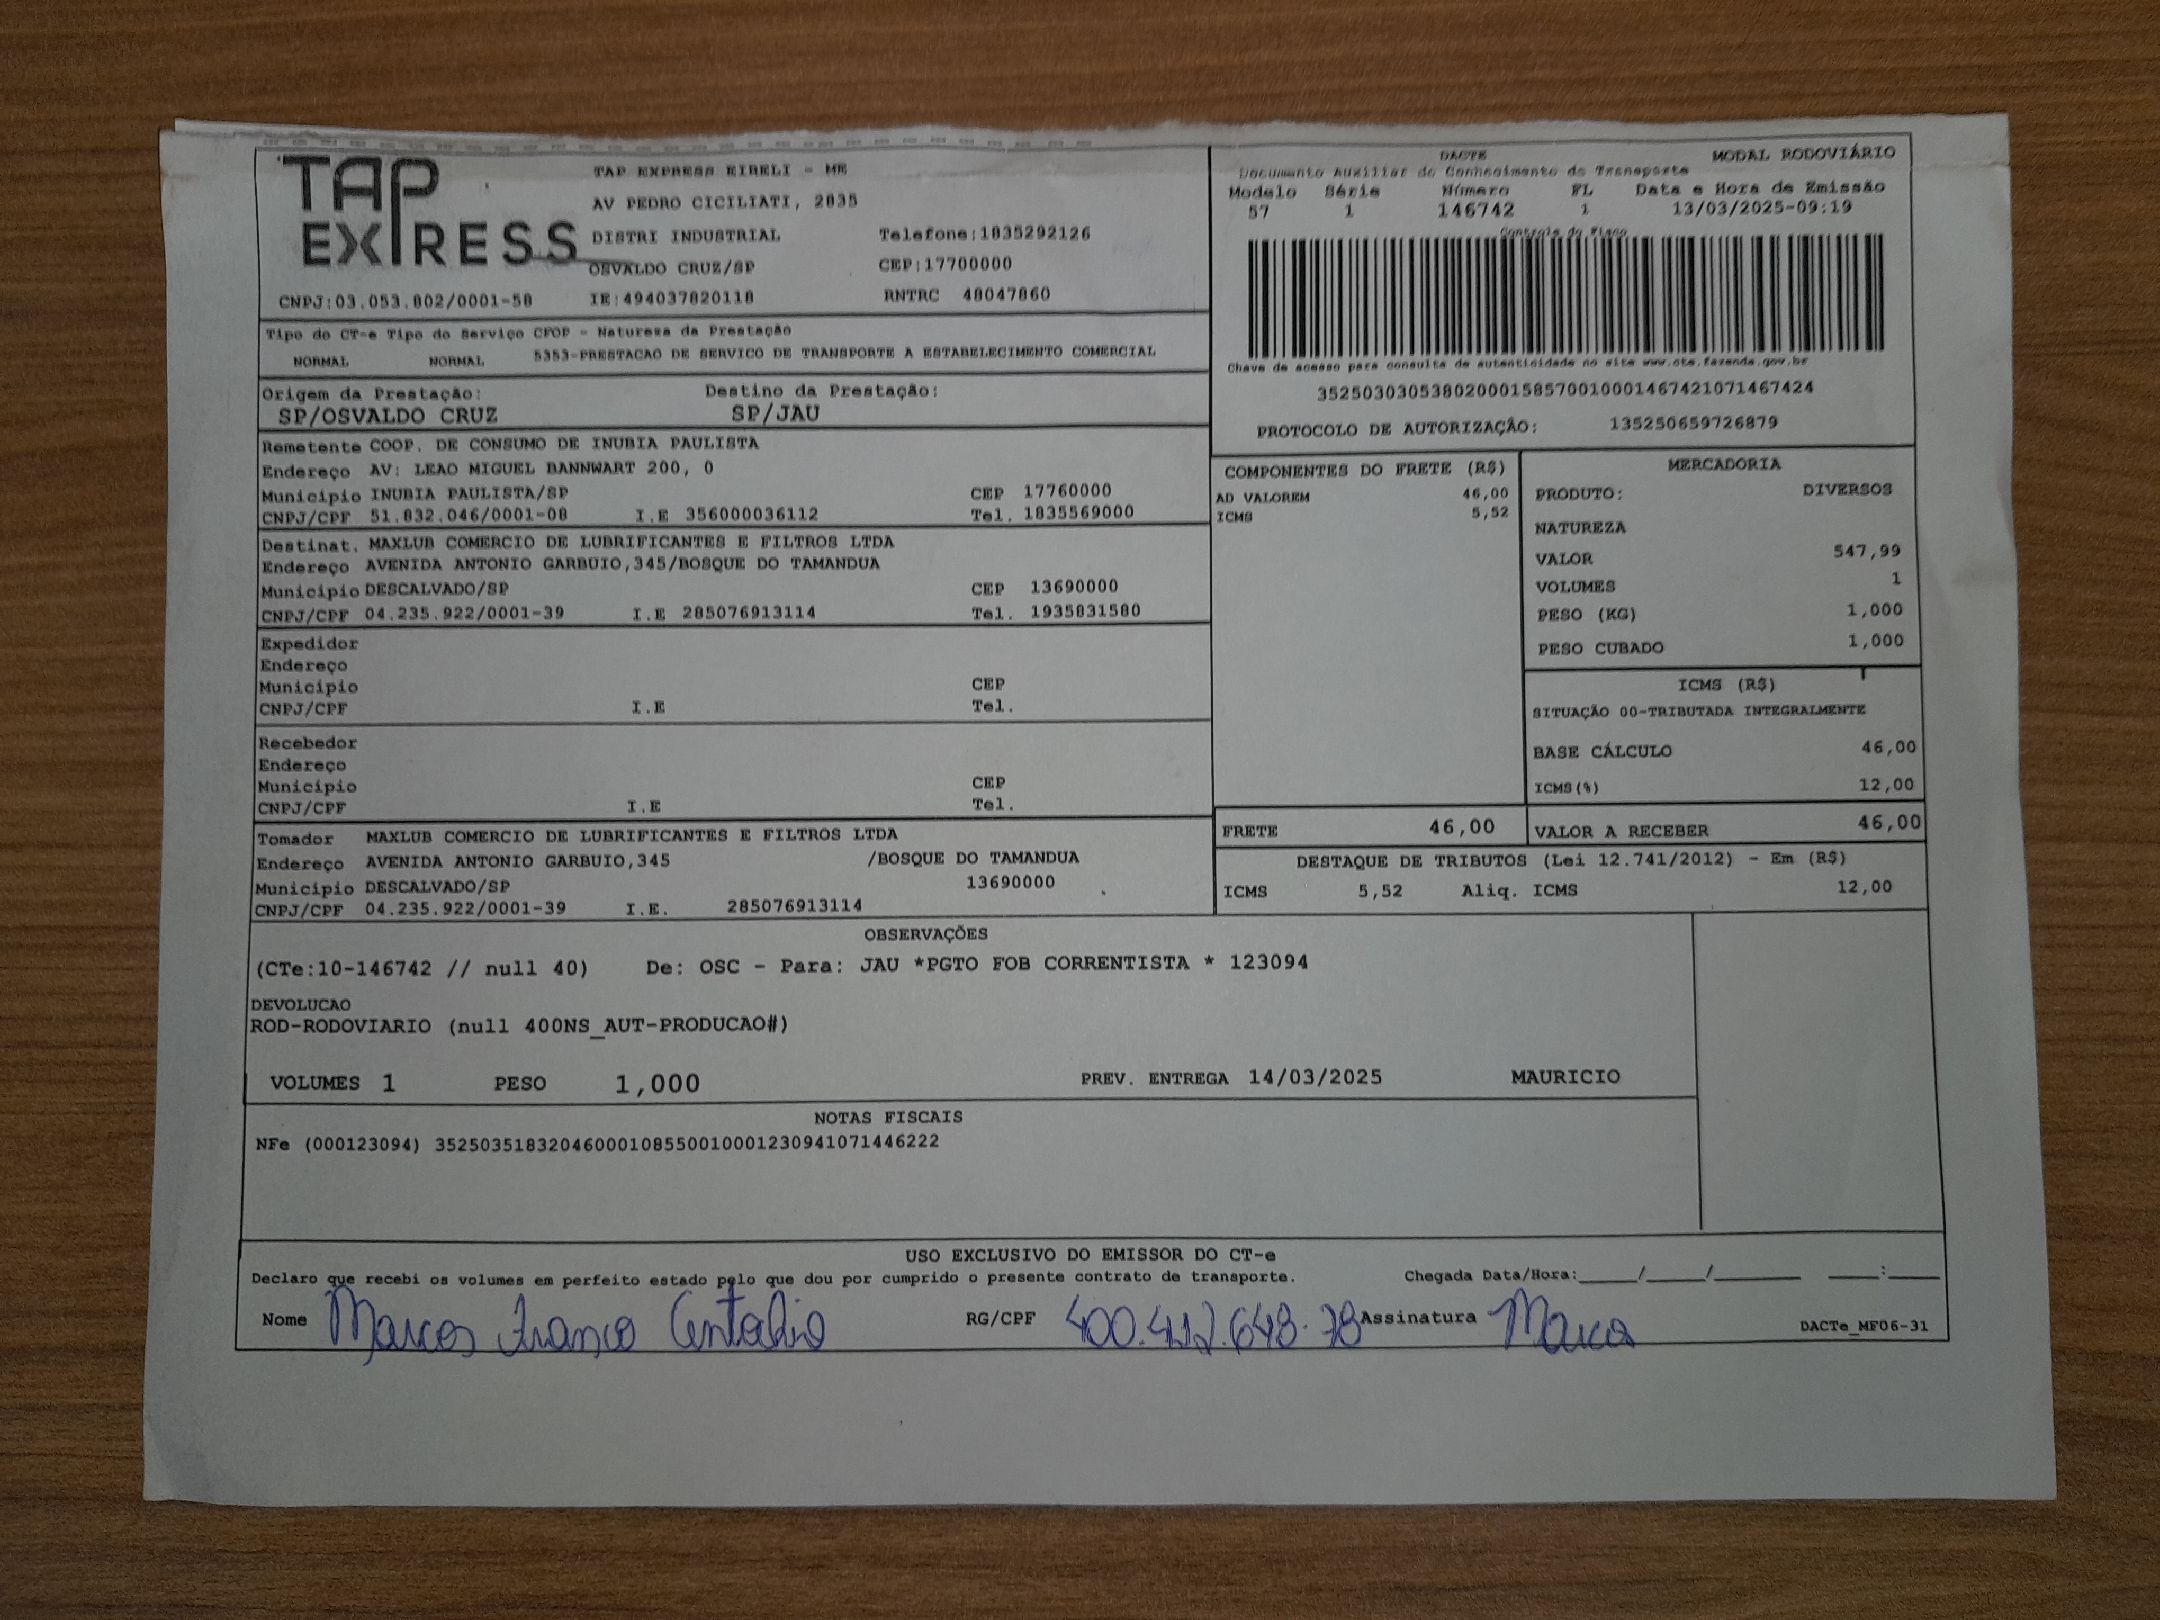 TAP EXPRESS
TAP EXPRESS EIRELI - ME
AV PEDRO CICILIATI, 2835
DISTRI INDUSTRIAL Telefone:1835292126
OSVALDO CRUZ/SP CEP:17700000
CNPJ:03.053.802/0001-58 IE:494037820118 RNTRC 48047860
DACTE MODAL RODOVIÁRIO
Documento Auxiliar do Conhecimento de Transporte
Modelo Série Número FL Data e Hora de Emissão
57 1 146742 1 13/03/2025-09:19
Controle do Fisco
Chave de acesso para consulta de autenticidade no site www.cte.fazenda.gov.br
35250303053802000158570010001467421071467424
PROTOCOLO DE AUTORIZAÇÃO: 135250659726879
Tipo do CT-e Tipo do Serviço CFOP - Natureza da Prestação
NORMAL NORMAL 5353-PRESTACAO DE SERVICO DE TRANSPORTE A ESTABELECIMENTO COMERCIAL
Origem da Prestação: Destino da Prestação:
SP/OSVALDO CRUZ SP/JAU
Remetente COOP. DE CONSUMO DE INUBIA PAULISTA
Endereço AV: LEAO MIGUEL BANNWART 200, 0
Município INUBIA PAULISTA/SP CEP 17760000
CNPJ/CPF 51.832.046/0001-08 I.E 356000036112 Tel. 1835569000
Destinat. MAXLUB COMERCIO DE LUBRIFICANTES E FILTROS LTDA
Endereço AVENIDA ANTONIO GARBUIO,345/BOSQUE DO TAMANDUA
Município DESCALVADO/SP CEP 13690000
CNPJ/CPF 04.235.922/0001-39 I.E 285076913114 Tel. 1935831580
Expedidor
Endereço
Município CEP
CNPJ/CPF I.E Tel.
Recebedor
Endereço
Município CEP
CNPJ/CPF I.E Tel.
Tomador MAXLUB COMERCIO DE LUBRIFICANTES E FILTROS LTDA
Endereço AVENIDA ANTONIO GARBUIO,345 /BOSQUE DO TAMANDUA
Município DESCALVADO/SP 13690000
CNPJ/CPF 04.235.922/0001-39 I.E. 285076913114
COMPONENTES DO FRETE (R$)
AD VALOREM 46,00
ICMS 5,52
MERCADORIA
PRODUTO: DIVERSOS
NATUREZA
VALOR 547,99
VOLUMES 1
PESO (KG) 1,000
PESO CUBADO 1,000
ICMS (R$)
SITUAÇÃO 00-TRIBUTADA INTEGRALMENTE
BASE CÁLCULO 46,00
ICMS(%) 12,00
FRETE 46,00 VALOR A RECEBER 46,00
DESTAQUE DE TRIBUTOS (Lei 12.741/2012) - Em (R$)
ICMS 5,52 Aliq. ICMS 12,00
OBSERVAÇÕES
(CTe:10-146742 // null 40) De: OSC - Para: JAU *PGTO FOB CORRENTISTA * 123094
DEVOLUCAO
ROD-RODOVIARIO (null 400NS_AUT-PRODUCAO#)
VOLUMES 1 PESO 1,000 PREV. ENTREGA 14/03/2025 MAURICIO
NOTAS FISCAIS
NFe (000123094) 35250351832046000108550010001230941071446222
USO EXCLUSIVO DO EMISSOR DO CT-e
Declaro que recebi os volumes em perfeito estado pelo que dou por cumprido o presente contrato de transporte. Chegada Data/Hora:_____/_____/_______ ____:____
Nome Marcos Franco RG/CPF Assinatura DACTe_MF06-31